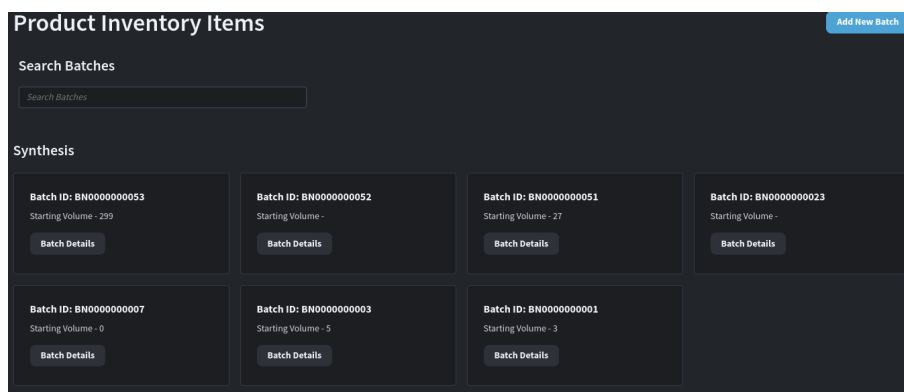 Product Inventory Items
Add New Batch
Search Batches
Search Batches
Synthesis
Batch ID: BN0000000053
Starting Volume - 299
Batch Details
Batch ID: BN0000000052
Starting Volume -
Batch Details
Batch ID: BN0000000051
Starting Volume - 27
Batch Details
Batch ID: BN0000000023
Starting Volume -
Batch Details
Batch ID: BN0000000007
Starting Volume - 0
Batch Details
Batch ID: BN0000000003
Starting Volume - 5
Batch Details
Batch ID: BN0000000001
Starting Volume - 3
Batch Details